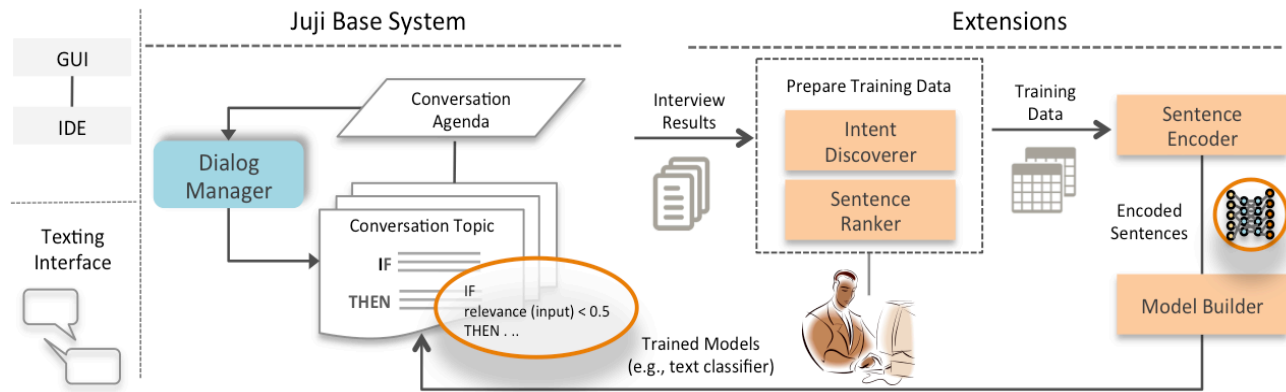 Juji Base System
Extensions
GUI
IDE
Texting
Interface
Conversation
Agenda
Dialog
Manager
Conversation Topic
IF
THEN
IF
relevance (input) < 0.5
THEN . ..
Interview
Results
Prepare Training Data
Intent
Discoverer
Sentence
Ranker
Training
Data
Sentence
Encoder
Encoded
Sentences
Model Builder
Trained Models
(e.g., text classifier)